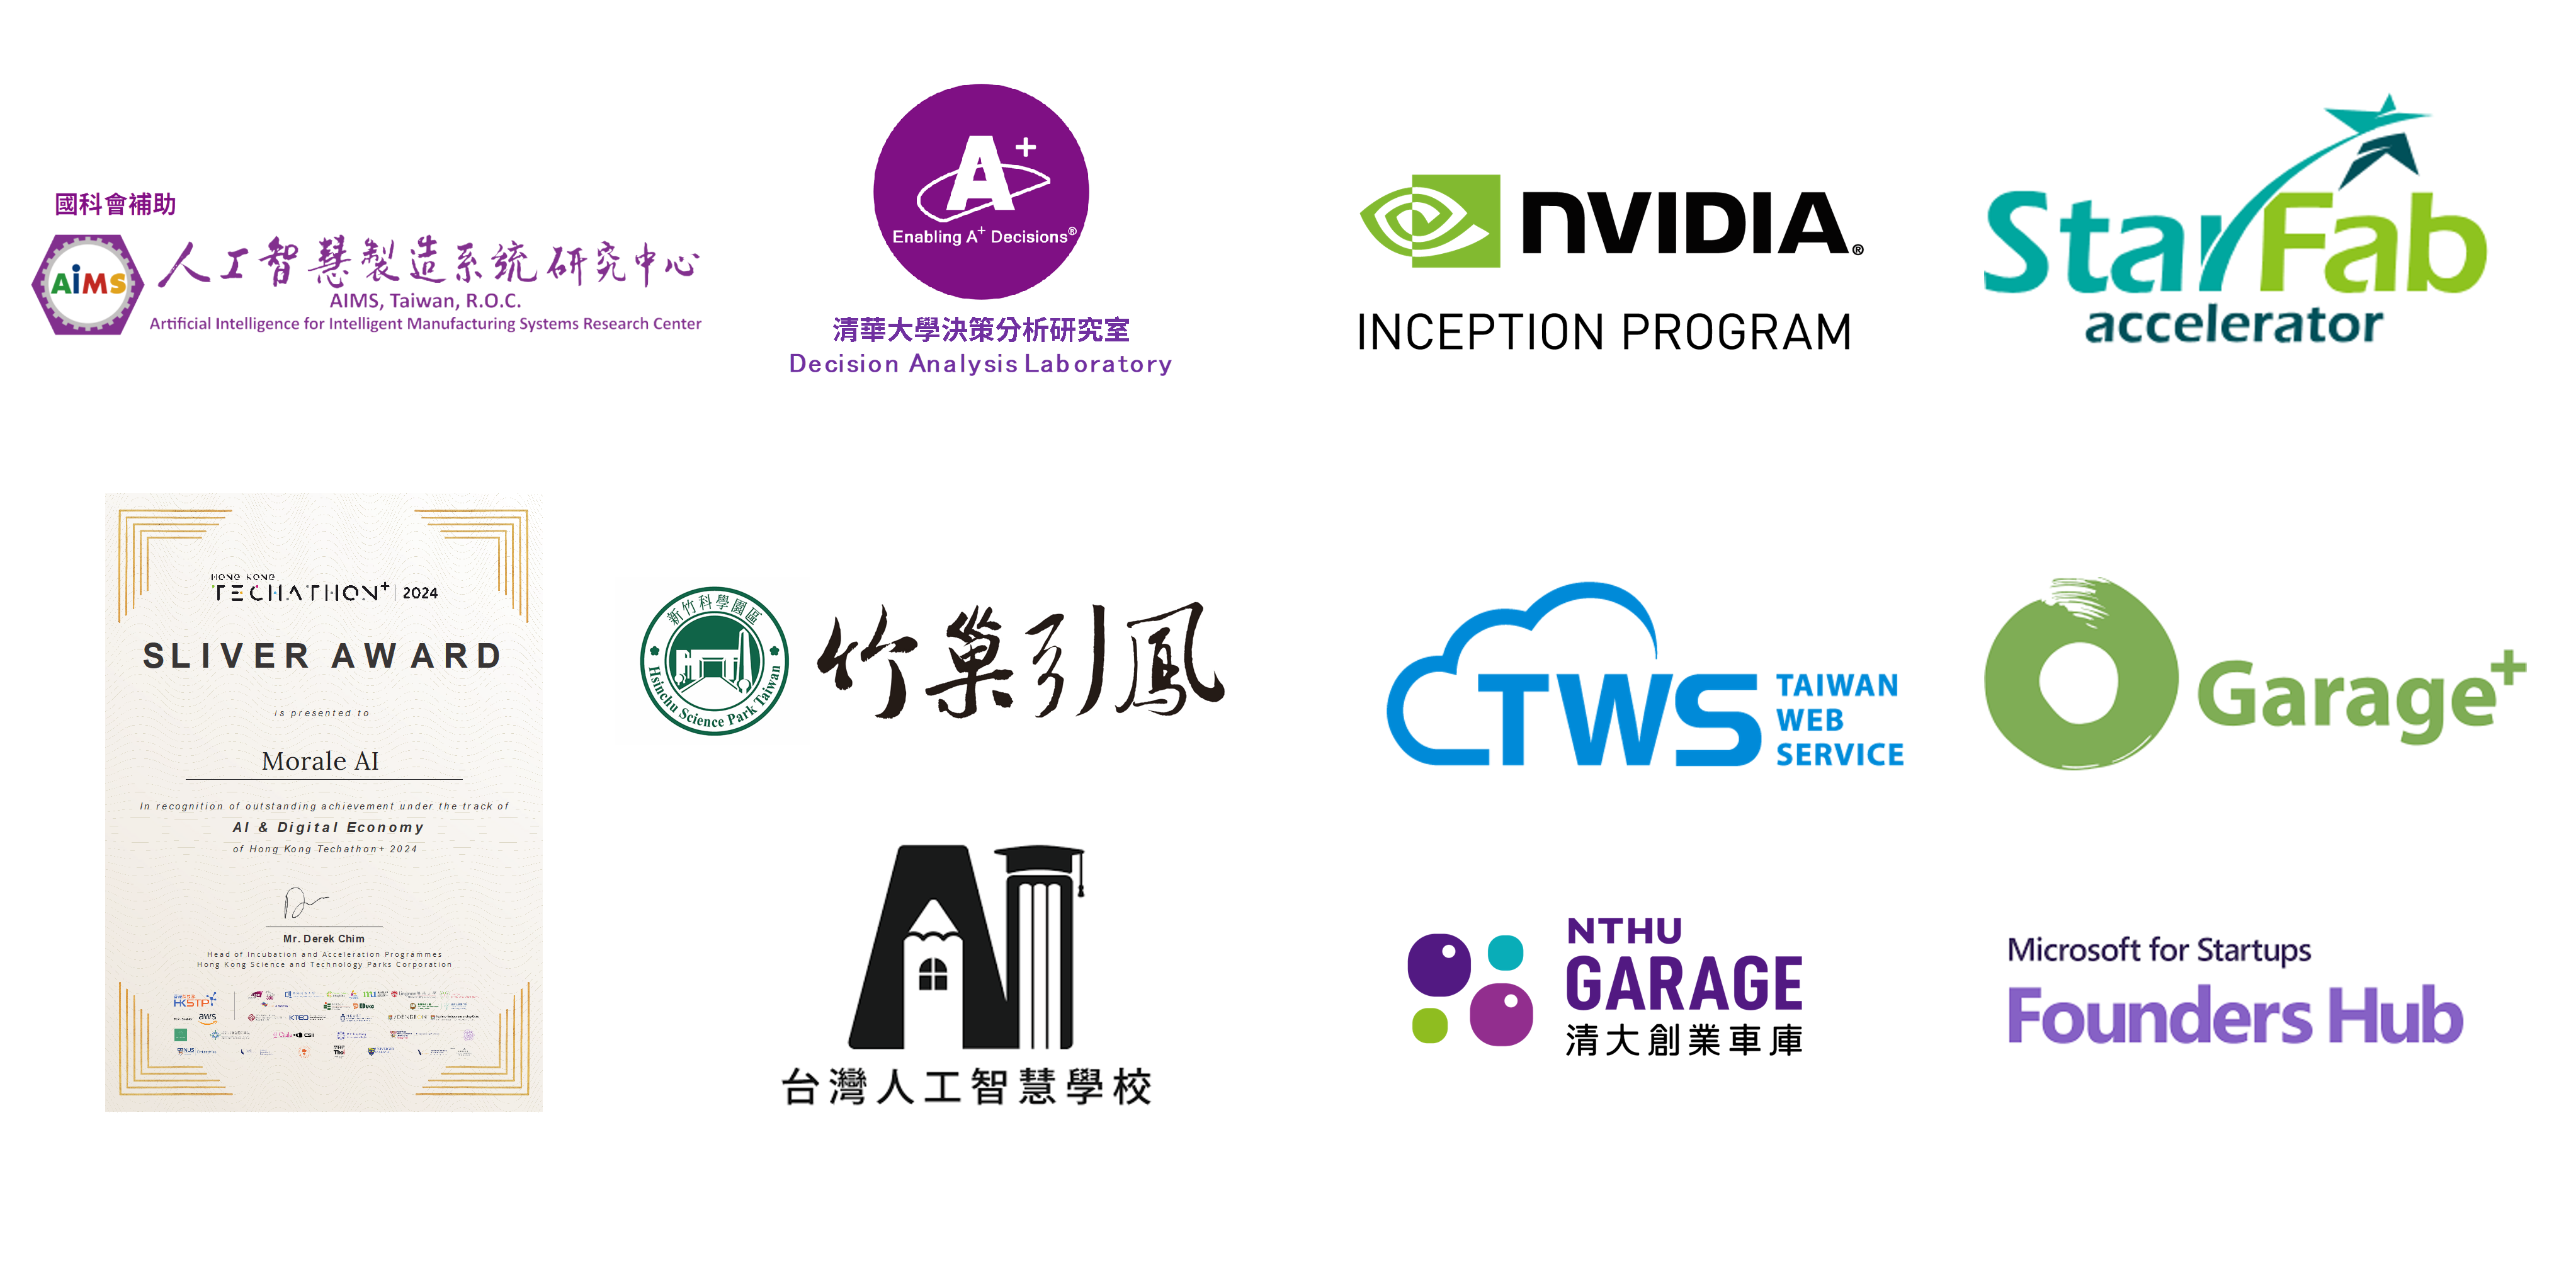 國科會補助
AiMS
人工智慧製造系統研究中心
AIMS, Taiwan, R.O.C.
Artificial Intelligence for Intelligent Manufacturing Systems Research Center
A+
Enabling A+ Decisions®
清華大學決策分析研究室
Decision Analysis Laboratory
NVIDIA®
INCEPTION PROGRAM
StarFab
accelerator
HONG KONG
TECHATHON+ | 2024
SLIVER AWARD
is presented to
Morale AI
In recognition of outstanding achievement under the track of
AI & Digital Economy
of Hong Kong Techathon+ 2024
Mr. Derek Chim
Head of Incubation and Acceleration Programmes
Hong Kong Science and Technology Parks Corporation
HKSTP
aws
KTEO
CSI
新竹科學園區
Hsinchu Science Park Taiwan
竹巢引鳳
TWS
TAIWAN
WEB
SERVICE
Garage+
AI
台灣人工智慧學校
NTHU
GARAGE
清大創業車庫
Microsoft for Startups
Founders Hub